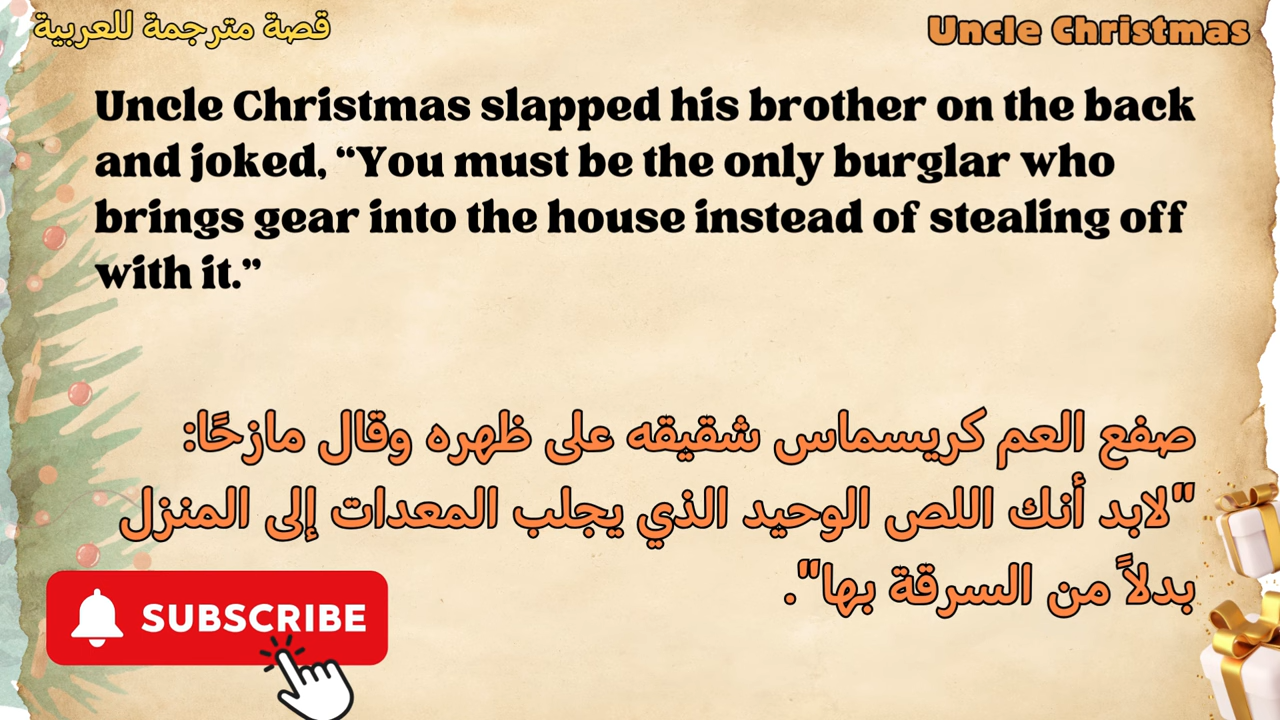 قصة مترجمة للعربية
Uncle Christmas
Uncle Christmas slapped his brother on the back
and joked, “You must be the only burglar who
brings gear into the house instead of stealing off
with it.”
صفع العم كريسماس شقيقه على ظهره وقال مازحًا:
"لابد أنك اللص الوحيد الذي يجلب المعدات إلى المنزل
بدلاً من السرقة بها".
SUBSCRIBE